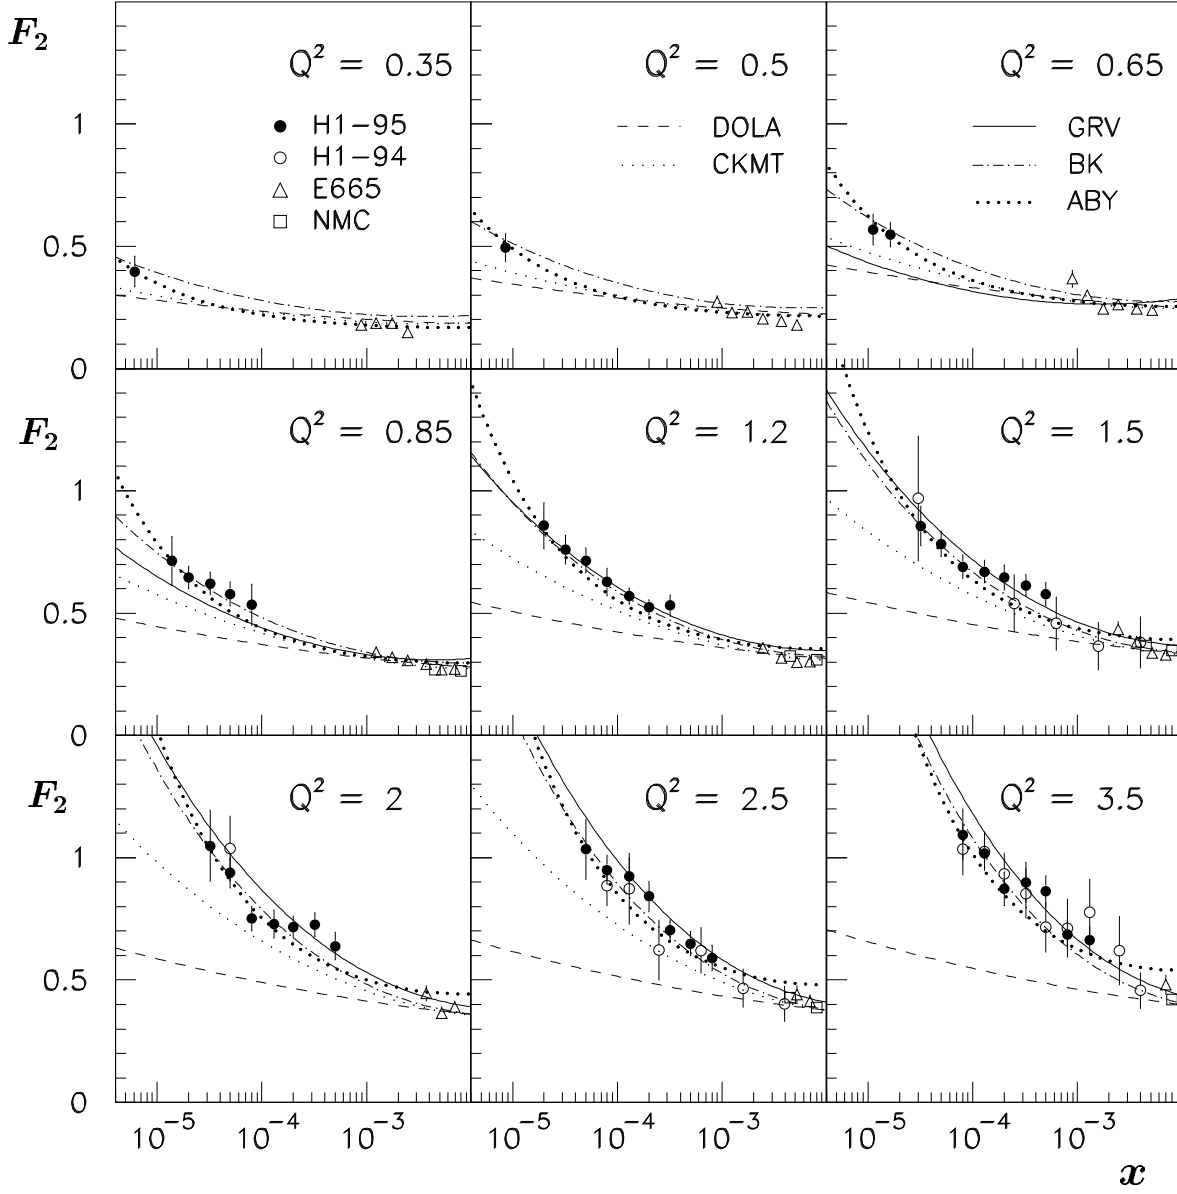 F₂
Q² = 0.35
Q² = 0.5
Q² = 0.65
H1-95
H1-94
E665
NMC
DOLA
CKMT
GRV
BK
ABY
1
0.5
0
F₂
Q² = 0.85
Q² = 1.2
Q² = 1.5
1
0.5
0
F₂
Q² = 2
Q² = 2.5
Q² = 3.5
1
0.5
0
10⁻⁵ 10⁻⁴ 10⁻³
10⁻⁵ 10⁻⁴ 10⁻³
10⁻⁵ 10⁻⁴ 10⁻³
x